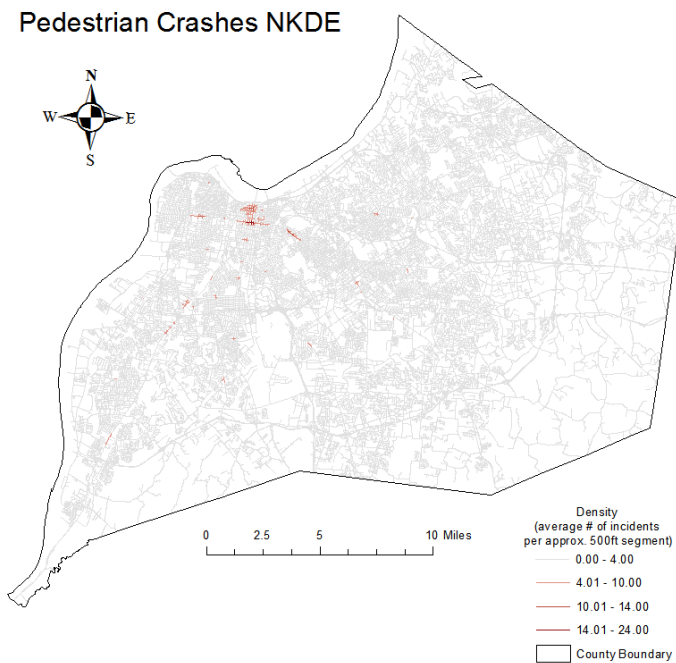 Pedestrian Crashes NKDE
N
W E
S
0 2.5 5 10 Miles
Density
(average # of incidents
per approx. 500ft segment)
0.00 - 4.00
4.01 - 10.00
10.01 - 14.00
14.01 - 24.00
County Boundary